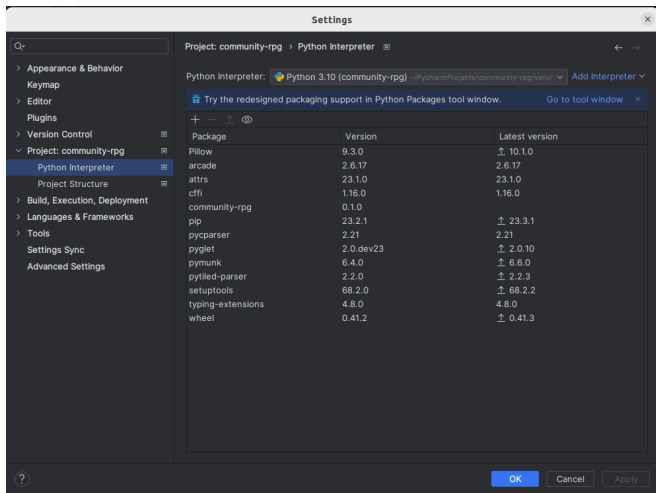 Settings
Project: community-rpg › Python Interpreter
Python Interpreter: Python 3.10 (community-rpg) ~/PycharmProjects/community-rpg/venv/ Add Interpreter
Try the redesigned packaging support in Python Packages tool window. Go to tool window
Appearance & Behavior
Keymap
Editor
Plugins
Version Control
Project: community-rpg
Python Interpreter
Project Structure
Build, Execution, Deployment
Languages & Frameworks
Tools
Settings Sync
Advanced Settings
Package Version Latest version
Pillow 9.3.0 10.1.0
arcade 2.6.17 2.6.17
attrs 23.1.0 23.1.0
cffi 1.16.0 1.16.0
community-rpg 0.1.0
pip 23.2.1 23.3.1
pycparser 2.21 2.21
pyglet 2.0.dev23 2.0.10
pymunk 6.4.0 6.6.0
pytiled-parser 2.2.0 2.2.3
setuptools 68.2.0 68.2.2
typing-extensions 4.8.0 4.8.0
wheel 0.41.2 0.41.3
? OK Cancel Apply